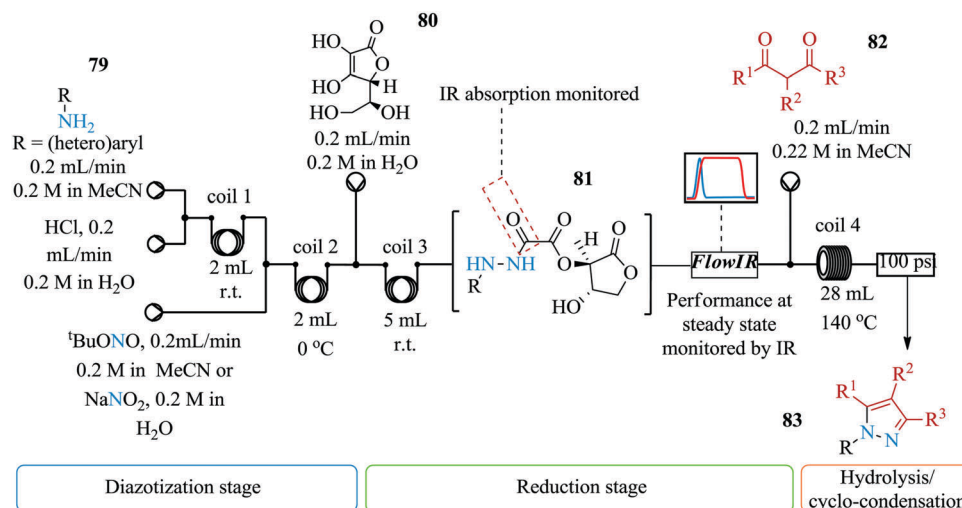 79
R
NH2
R = (hetero)aryl
0.2 mL/min
0.2 M in MeCN
HCl, 0.2
mL/min
0.2 M in H2O
coil 1
2 mL
r.t.
tBuONO, 0.2mL/min
0.2 M in MeCN or
NaNO2, 0.2 M in
H2O
coil 2
2 mL
0 °C
80
HO
O
HO
O
H
HO
OH
0.2 mL/min
0.2 M in H2O
coil 3
5 mL
r.t.
IR absorption monitored
81
O
O
HN
NH
R
O
H
O
O
HO
FlowIR
Performance at
steady state
monitored by IR
82
O
O
R1
R3
R2
0.2 mL/min
0.22 M in MeCN
coil 4
28 mL
140 °C
100 psi
83
R1
R2
R3
N
N
R
Diazotization stage
Reduction stage
Hydrolysis/
cyclo-condensation